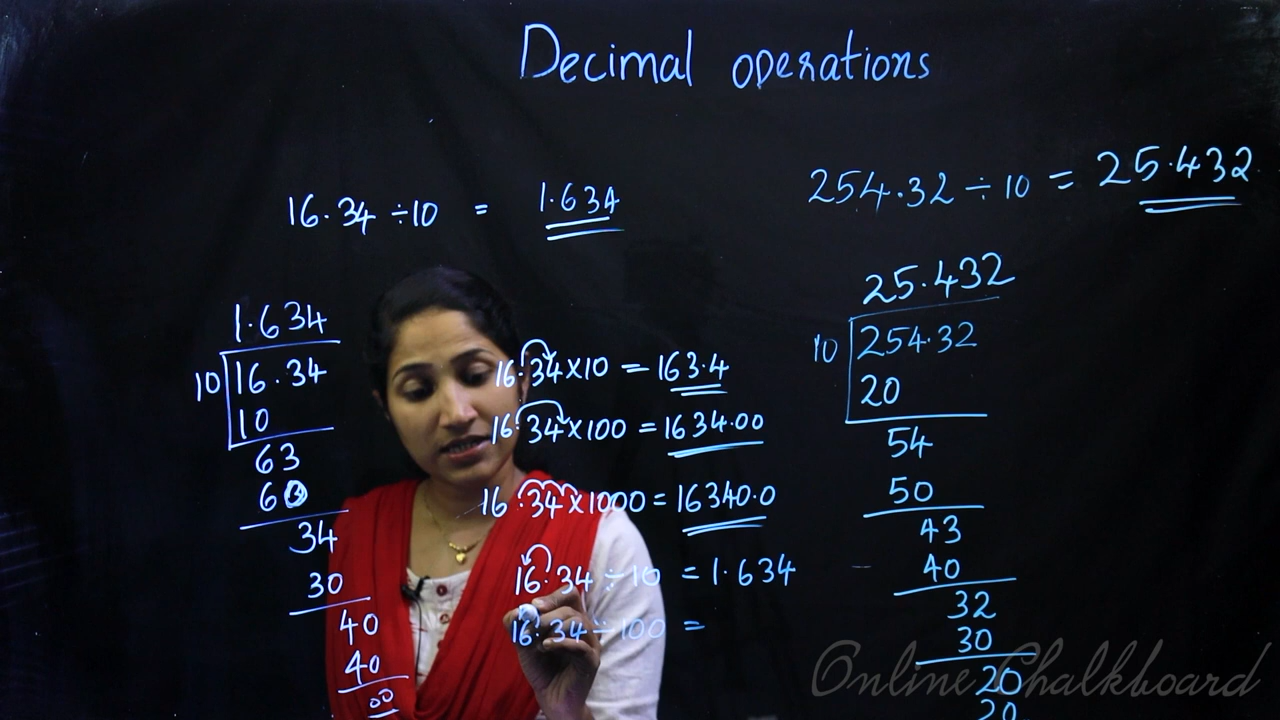 Decimal operations
16.34 ÷10 = 1.634
254.32 ÷ 10 = 25.432
1.634
10 16.34
10
63
60
34
30
40
40
00
16.34 x 10 = 163.4
16.34 x 100 = 1634.00
16.34 x 1000 = 16340.0
16.34 ÷ 10 = 1.634
16.34 ÷ 100 =
25.432
10 254.32
20
54
50
43
40
32
30
20
20
Online Chalkboard